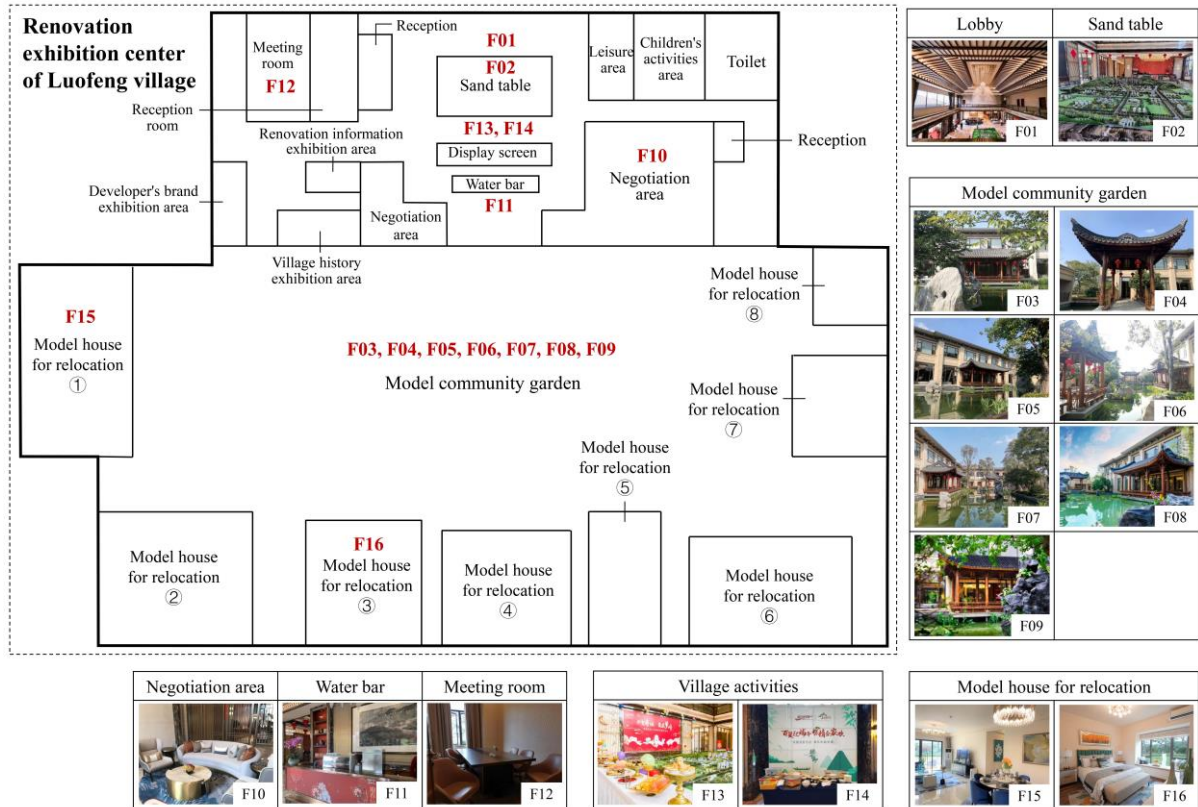 Renovation
exhibition center
of Luofeng village
Reception
Meeting
room
F12
Reception
room
F01
F02
Sand table
F13, F14
Display screen
Water bar
F11
Leisure
area
Children's
activities
area
Toilet
Reception
F10
Negotiation
area
Renovation information
exhibition area
Developer's brand
exhibition area
Negotiation
area
Village history
exhibition area
F15
Model house
for relocation
①
F03, F04, F05, F06, F07, F08, F09
Model community garden
Model house
for relocation
⑧
Model house
for relocation
⑦
Model house
for relocation
⑤
Model house
for relocation
②
F16
Model house
for relocation
③
Model house
for relocation
④
Model house
for relocation
⑥
Lobby
Sand table
F01
F02
Model community garden
F03
F04
F05
F06
F07
F08
F09
Negotiation area
Water bar
Meeting room
F10
F11
F12
Village activities
F13
F14
Model house for relocation
F15
F16